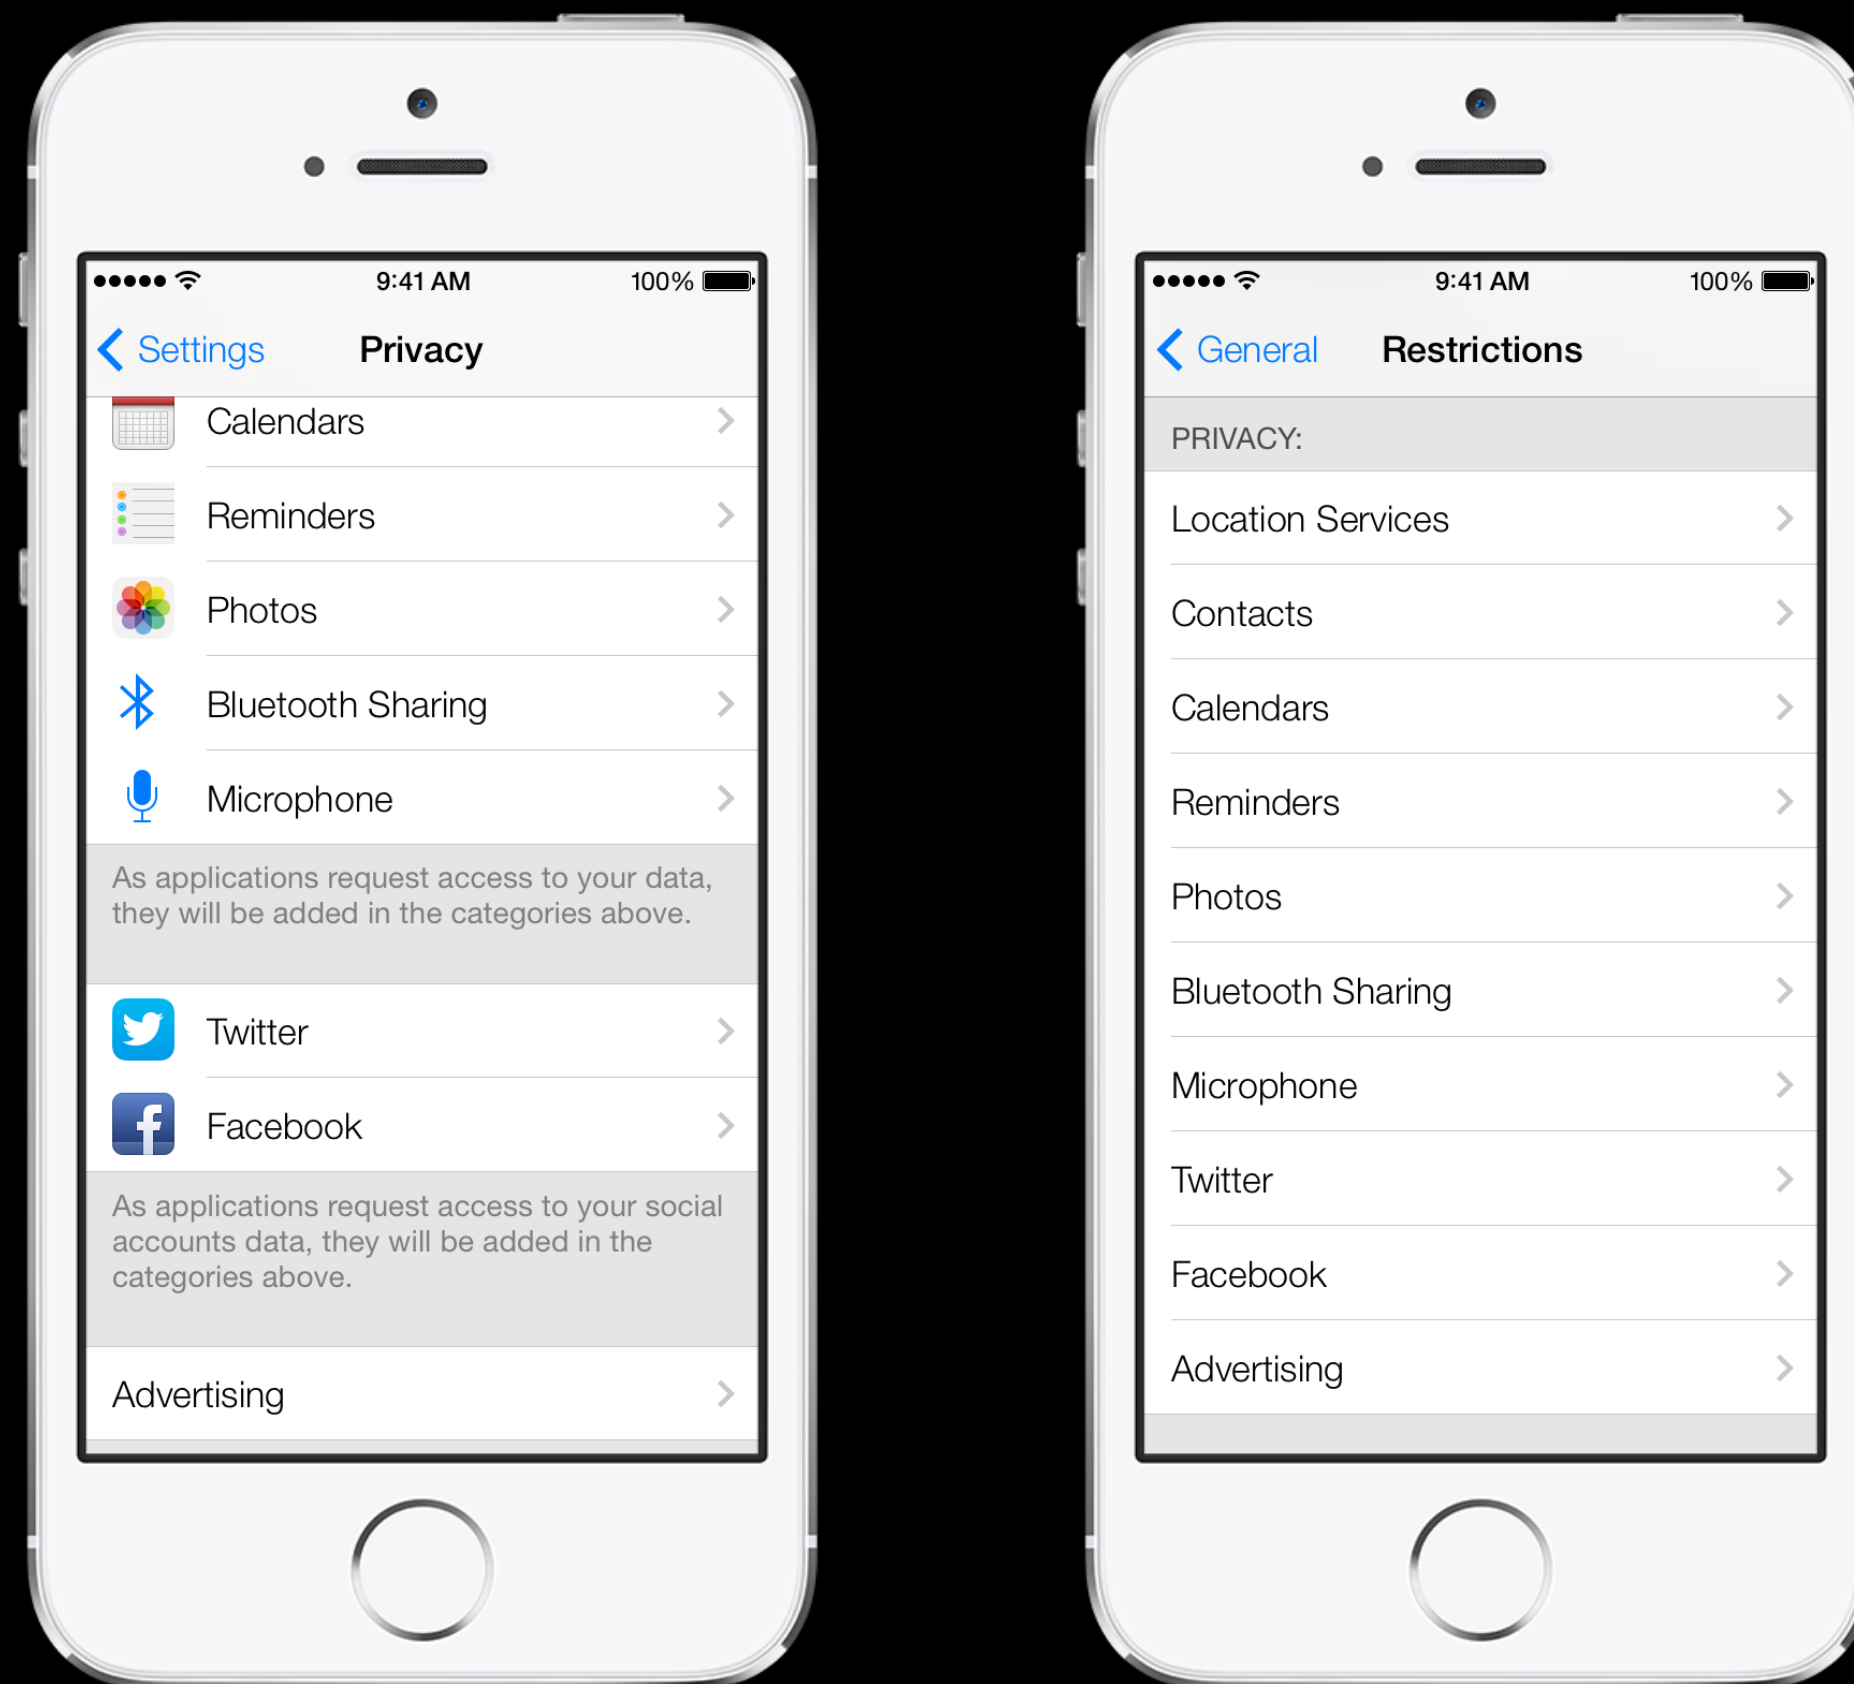 9:41 AM 100%
Settings Privacy
Calendars
Reminders
Photos
Bluetooth Sharing
Microphone
As applications request access to your data,
they will be added in the categories above.
Twitter
Facebook
As applications request access to your social
accounts data, they will be added in the
categories above.
Advertising
9:41 AM 100%
General Restrictions
PRIVACY:
Location Services
Contacts
Calendars
Reminders
Photos
Bluetooth Sharing
Microphone
Twitter
Facebook
Advertising